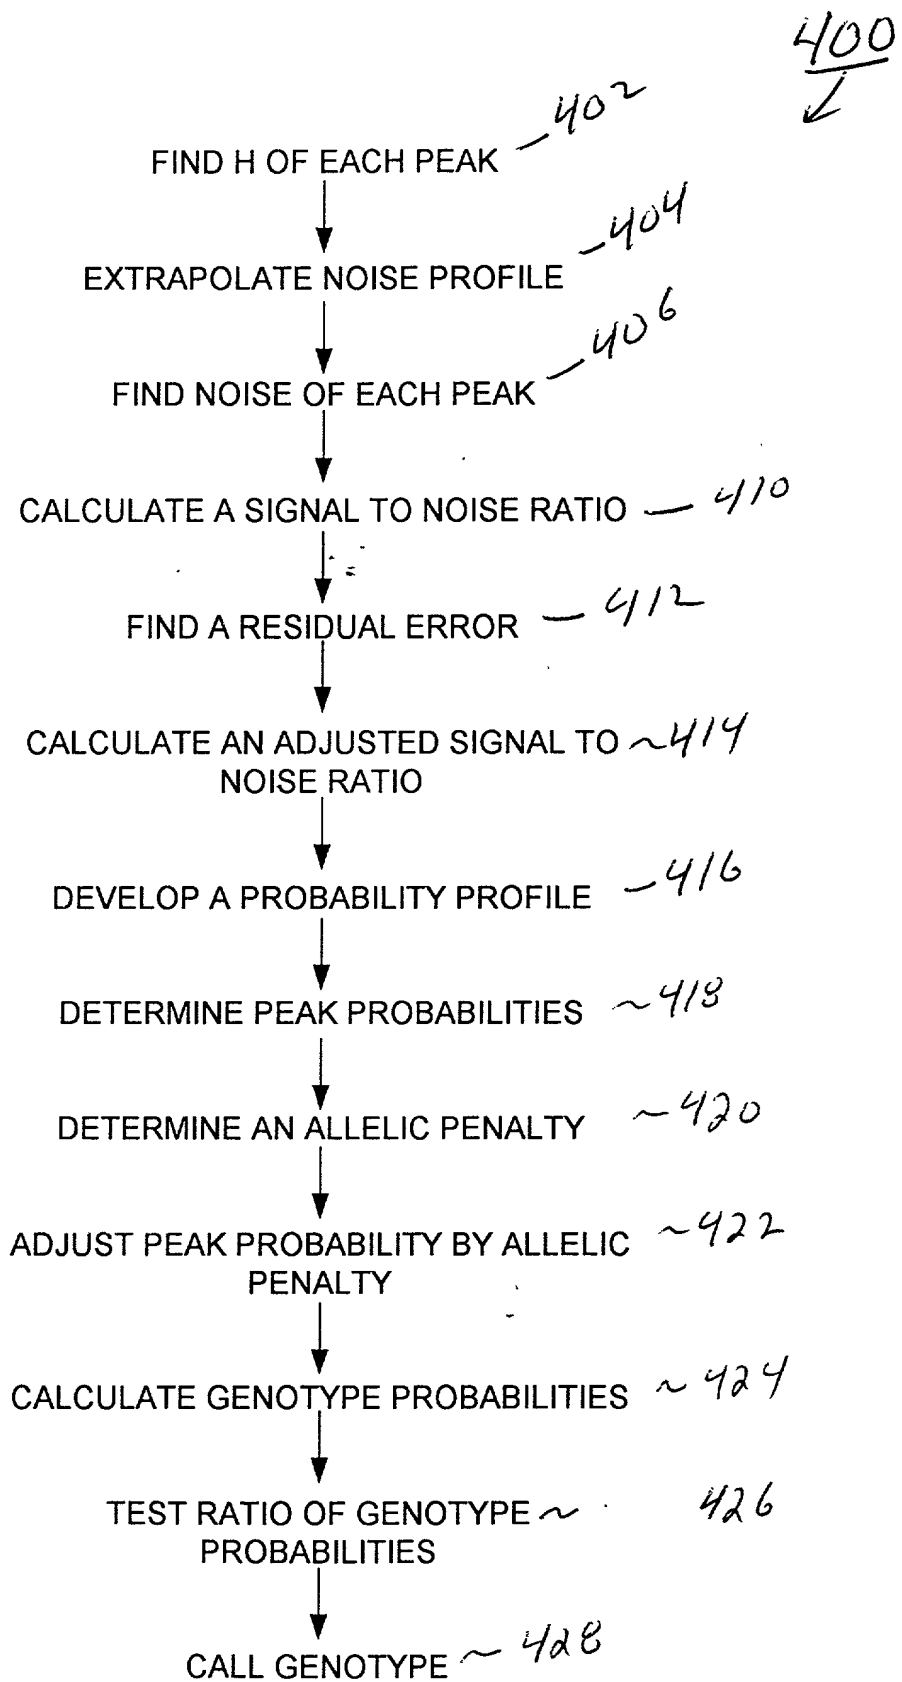 400
FIND H OF EACH PEAK 402
EXTRAPOLATE NOISE PROFILE 404
FIND NOISE OF EACH PEAK 406
CALCULATE A SIGNAL TO NOISE RATIO 410
FIND A RESIDUAL ERROR 412
CALCULATE AN ADJUSTED SIGNAL TO 414
NOISE RATIO
DEVELOP A PROBABILITY PROFILE 416
DETERMINE PEAK PROBABILITIES 418
DETERMINE AN ALLELIC PENALTY 420
ADJUST PEAK PROBABILITY BY ALLELIC 422
PENALTY
CALCULATE GENOTYPE PROBABILITIES 424
TEST RATIO OF GENOTYPE 426
PROBABILITIES
CALL GENOTYPE 428